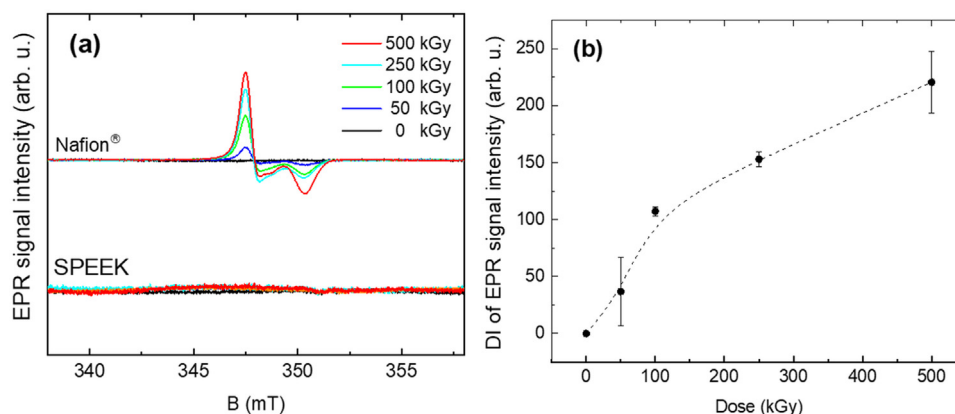 (a)
500 kGy
250 kGy
100 kGy
50 kGy
0 kGy
Nafion®
SPEEK
EPR signal intensity (arb. u.)
340
345
350
355
B (mT)
(b)
DI of EPR signal intensity (arb. u.)
250
200
150
100
50
0
0
100
200
300
400
500
Dose (kGy)